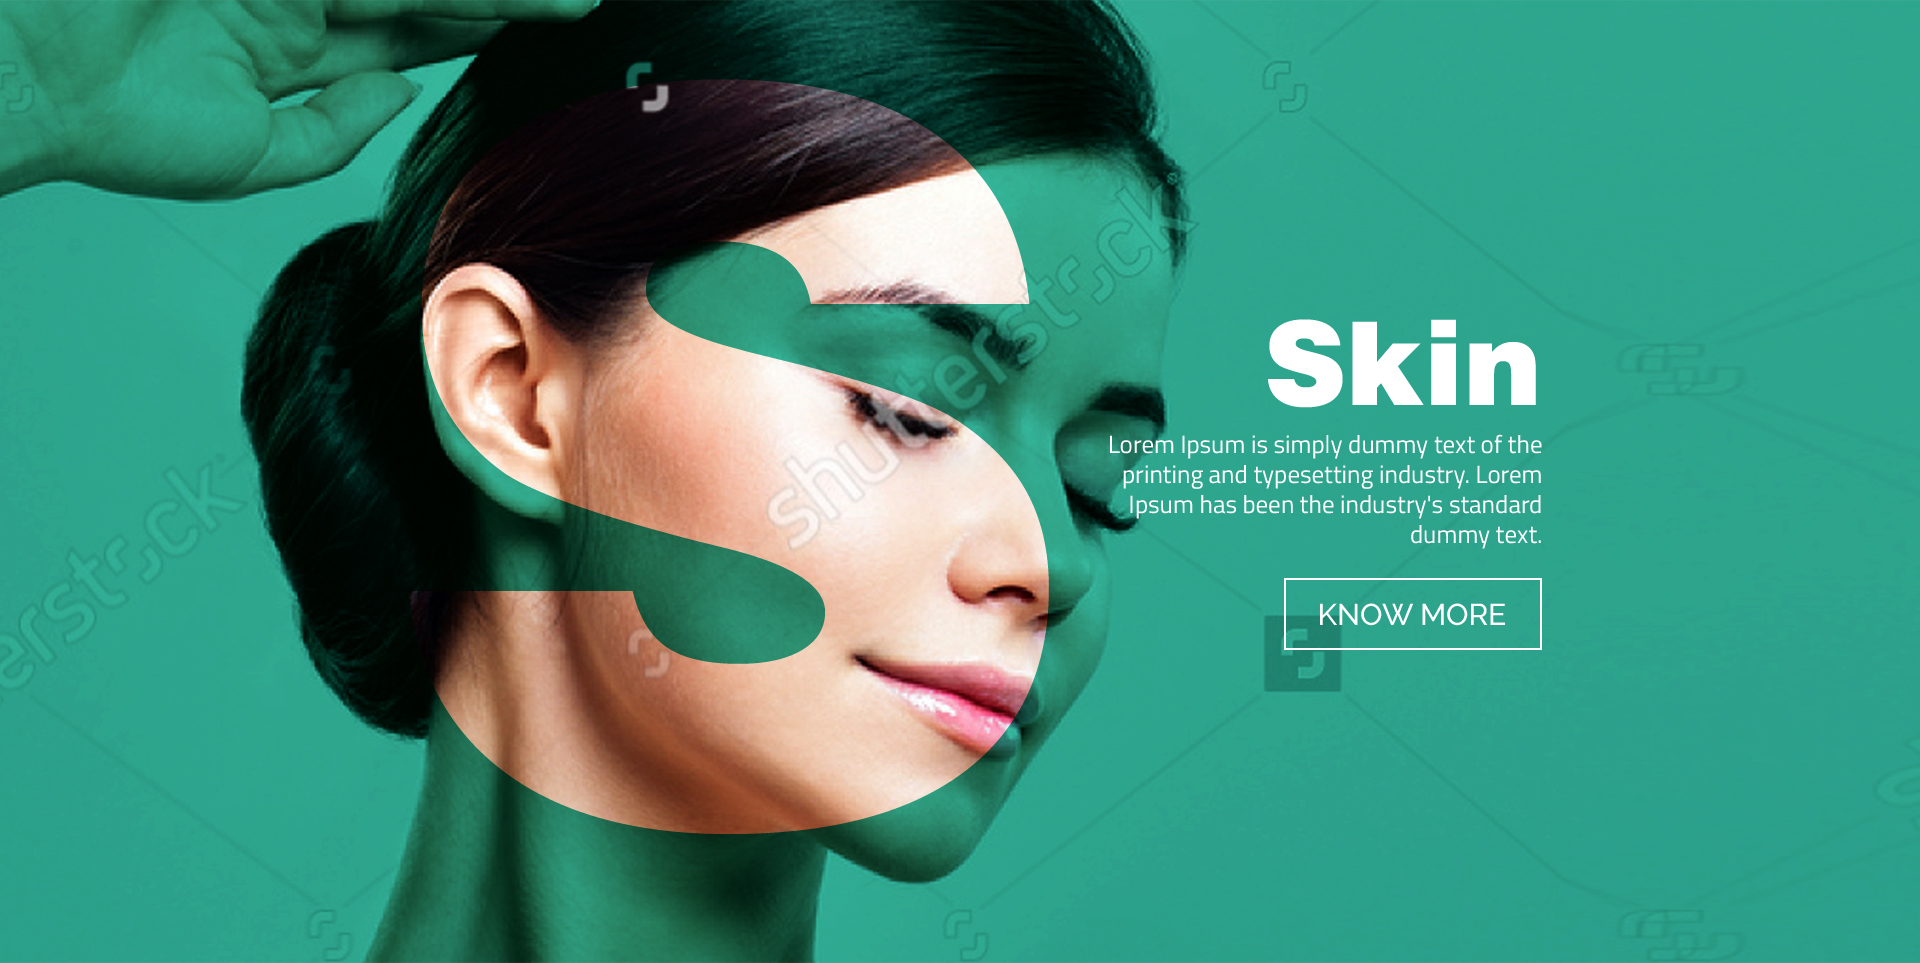 Skin
Lorem Ipsum is simply dummy text of the
printing and typesetting industry. Lorem
Ipsum has been the industry's standard
dummy text.
KNOW MORE
shutterstock